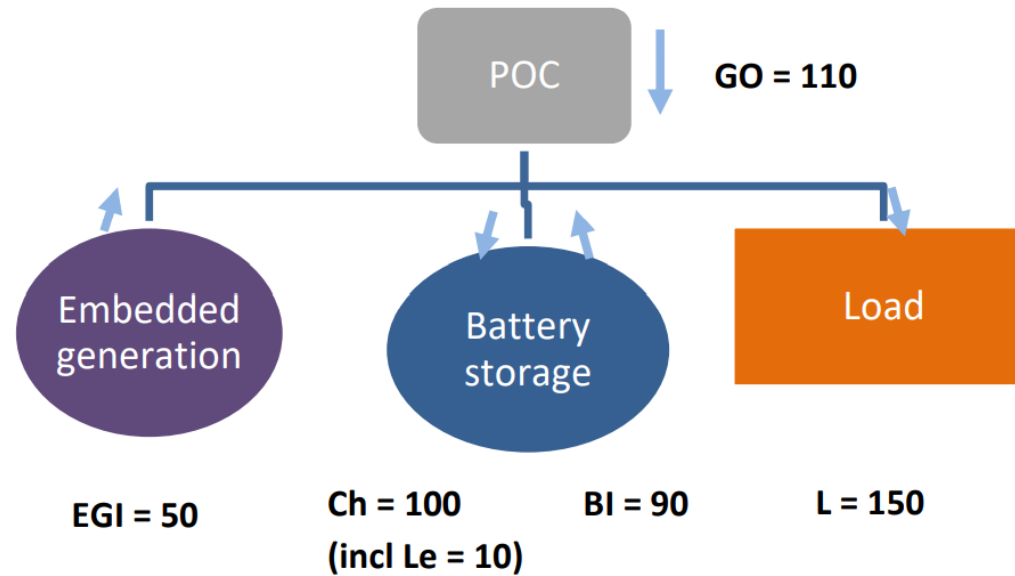 POC
GO = 110
Embedded
generation
Battery
storage
Load
EGI = 50
Ch = 100
(incl Le = 10)
BI = 90
L = 150